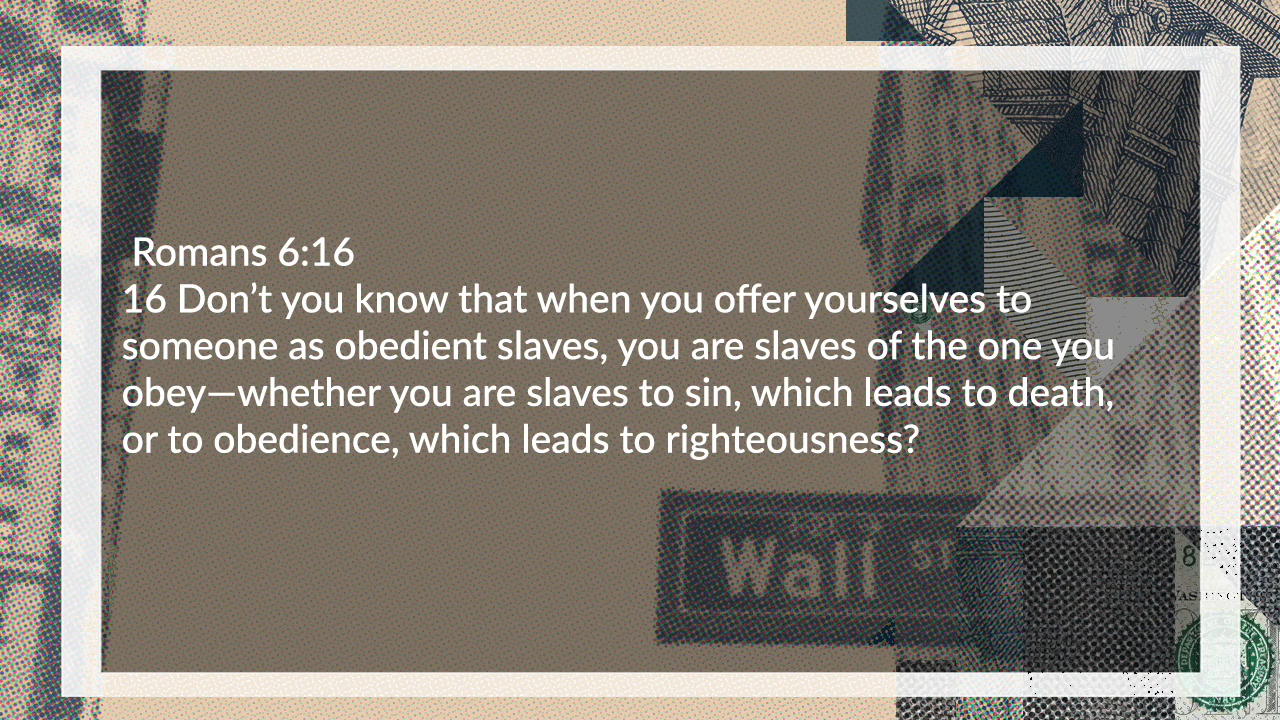 Romans 6:16
16 Don’t you know that when you offer yourselves to
someone as obedient slaves, you are slaves of the one you
obey—whether you are slaves to sin, which leads to death,
or to obedience, which leads to righteousness?
Wall ST
8